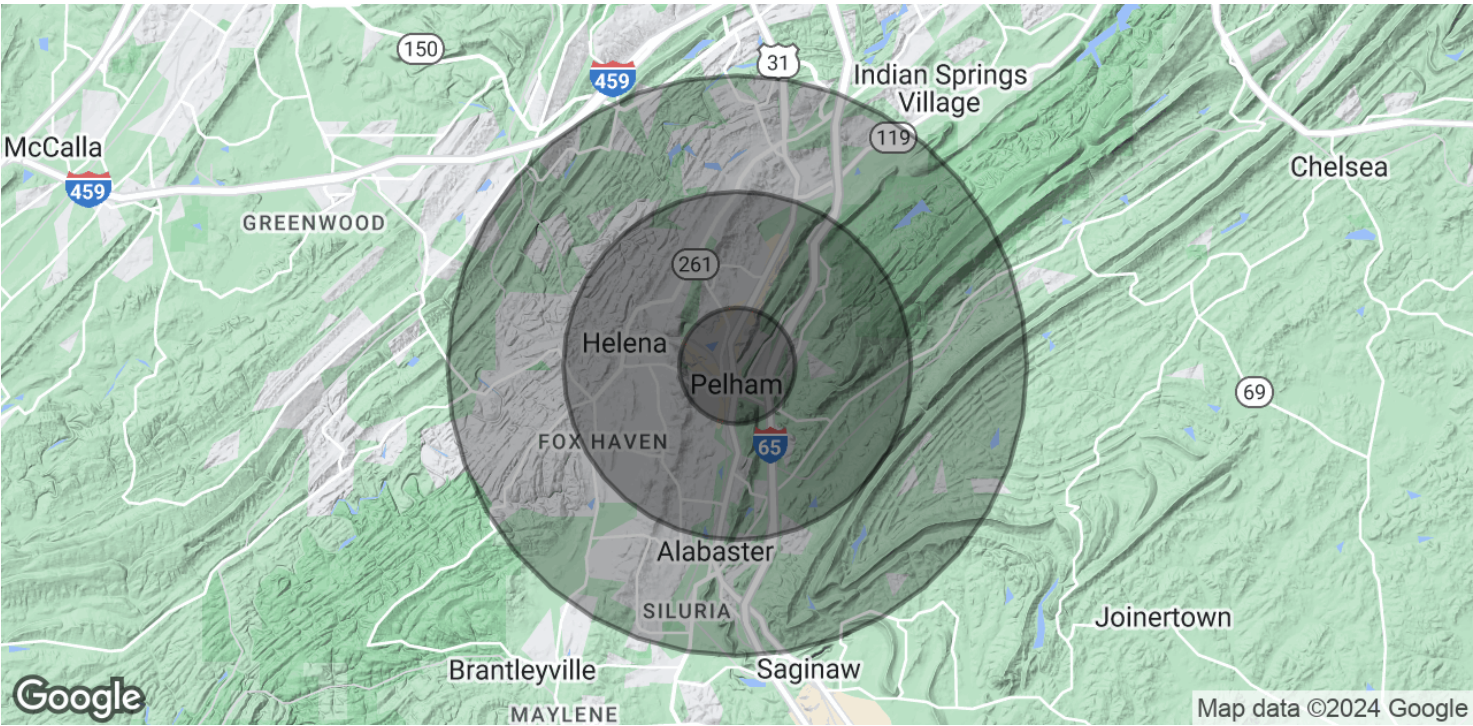 150
31
459
Indian Springs
Village
119
McCalla
459
Chelsea
GREENWOOD
261
Helena
Pelham
69
FOX HAVEN
65
Alabaster
SILURIA
Joinertown
Brantleyville
Saginaw
Google
MAYLENE
Map data ©2024 Google